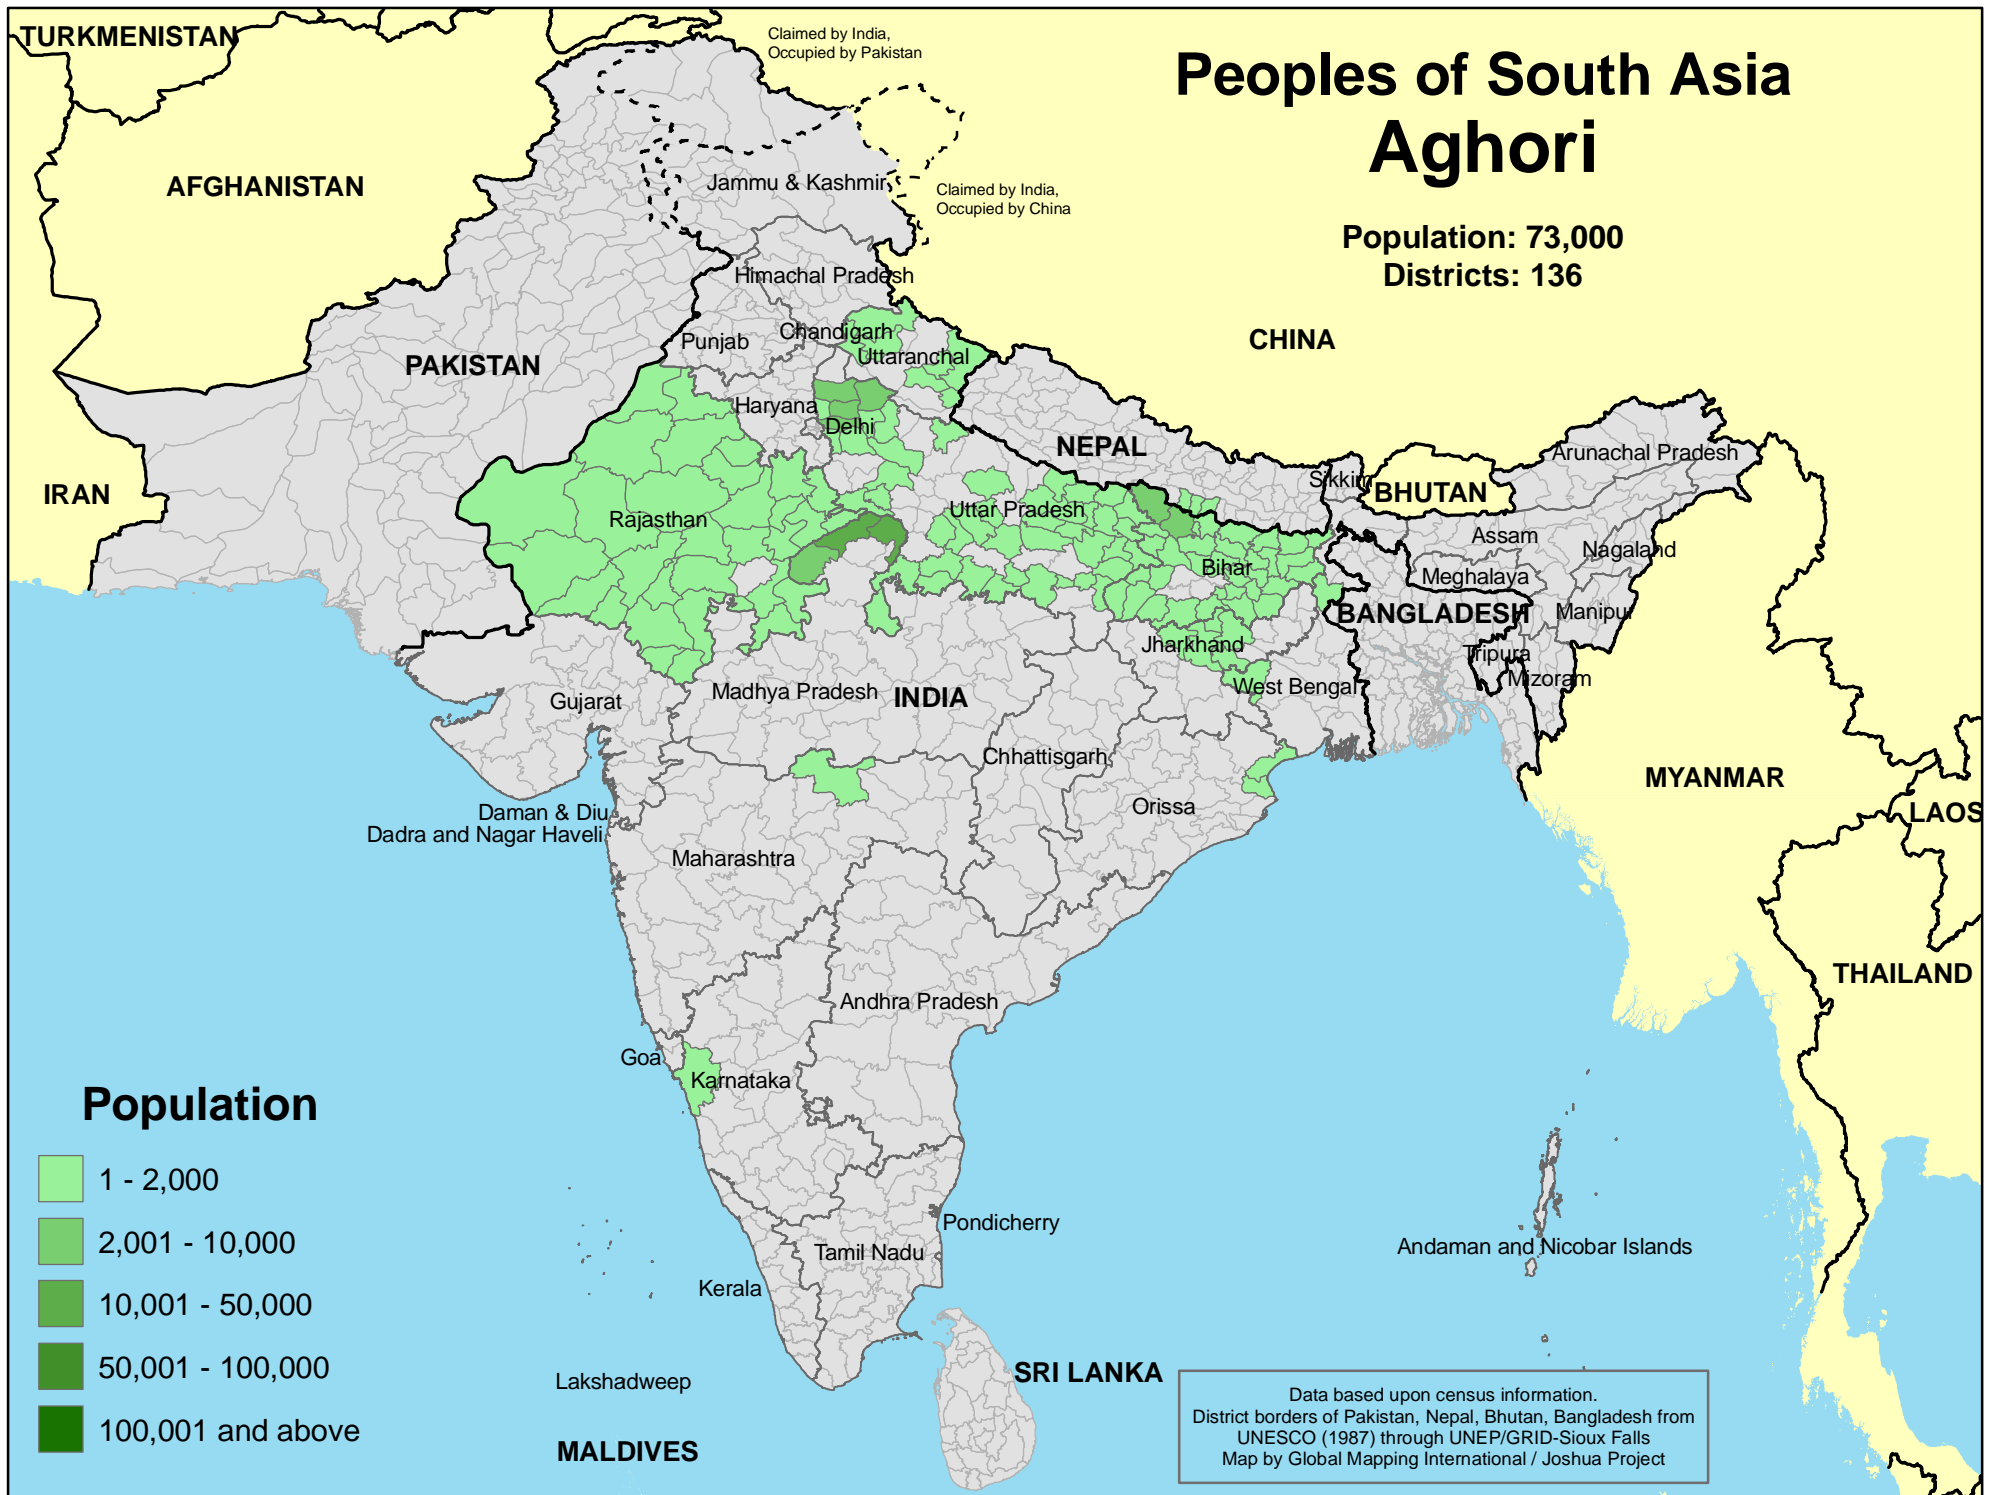 Peoples of South Asia
Aghori
Population: 73,000
Districts: 136
TURKMENISTAN
Claimed by India,
Occupied by Pakistan
AFGHANISTAN
Jammu & Kashmir
Claimed by India,
Occupied by China
Himachal Pradesh
Chandigarh
Punjab
Uttaranchal
CHINA
PAKISTAN
Haryana
Delhi
NEPAL
Arunachal Pradesh
Sikkim
BHUTAN
IRAN
Rajasthan
Uttar Pradesh
Assam
Nagaland
Bihar
Meghalaya
BANGLADESH
Manipur
Jharkhand
Tripura
Mizoram
West Bengal
Gujarat
Madhya Pradesh
INDIA
Chhattisgarh
MYANMAR
Orissa
LAOS
Daman & Diu
Dadra and Nagar Haveli
Maharashtra
THAILAND
Andhra Pradesh
Goa
Karnataka
Pondicherry
Tamil Nadu
Andaman and Nicobar Islands
Kerala
Lakshadweep
SRI LANKA
MALDIVES
Population
1 - 2,000
2,001 - 10,000
10,001 - 50,000
50,001 - 100,000
100,001 and above
Data based upon census information.
District borders of Pakistan, Nepal, Bhutan, Bangladesh from
UNESCO (1987) through UNEP/GRID-Sioux Falls
Map by Global Mapping International / Joshua Project